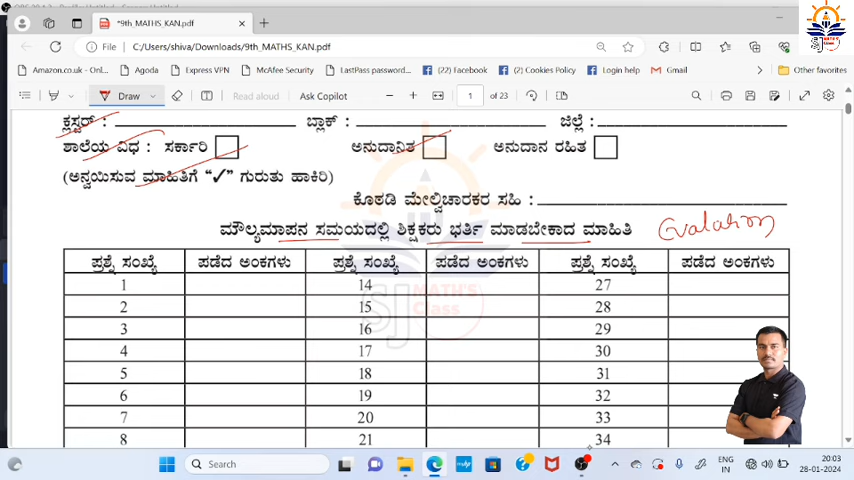 *9th_MATHS_KAN.pdf
File C:/Users/shiva/Downloads/9th_MATHS_KAN.pdf
Amazon.co.uk - Onl... Agoda Express VPN McAfee Security LastPass password... (22) Facebook (2) Cookies Policy Login help Gmail Other favorites
Draw Read aloud Ask Copilot 1 of 23
ಕ್ಲಸ್ಟರ್ : ಬ್ಲಾಕ್ : ಜಿಲ್ಲೆ :
ಶಾಲೆಯ ವಿಧ : ಸರ್ಕಾರಿ ಅನುದಾನಿತ ಅನುದಾನ ರಹಿತ
(ಅನ್ವಯಿಸುವ ಮಾಹಿತಿಗೆ “✓” ಗುರುತು ಹಾಕಿರಿ)
ಕೊಠಡಿ ಮೇಲ್ವಿಚಾರಕರ ಸಹಿ :
ಮೌಲ್ಯಮಾಪನ ಸಮಯದಲ್ಲಿ ಶಿಕ್ಷಕರು ಭರ್ತಿ ಮಾಡಬೇಕಾದ ಮಾಹಿತಿ Evalation
ಪ್ರಶ್ನೆ ಸಂಖ್ಯೆ ಪಡೆದ ಅಂಕಗಳು ಪ್ರಶ್ನೆ ಸಂಖ್ಯೆ ಪಡೆದ ಅಂಕಗಳು ಪ್ರಶ್ನೆ ಸಂಖ್ಯೆ ಪಡೆದ ಅಂಕಗಳು
1 14 27
2 15 28
3 16 29
4 17 30
5 18 31
6 19 32
7 20 33
8 21 34
SJ MATH'S Class
Search
ENG IN 20:03 28-01-2024